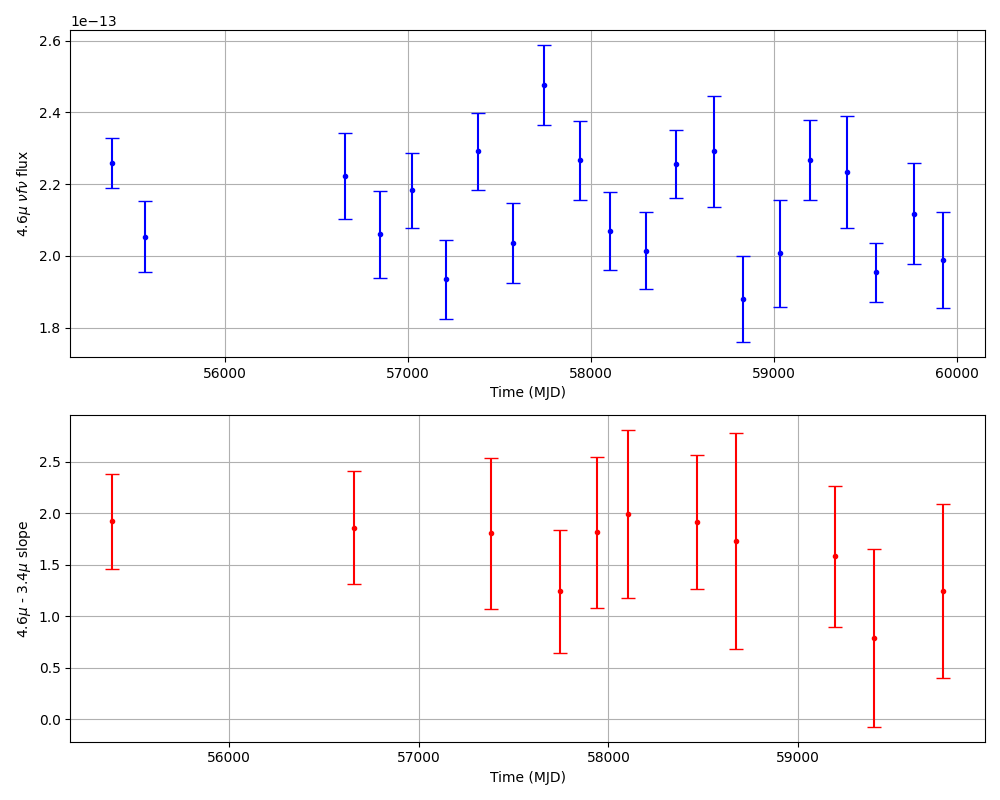 1e−13
2.6
2.4
2.2
2.0
1.8
4.6μ νfν flux
56000 57000 58000 59000 60000
Time (MJD)
2.5
2.0
1.5
1.0
0.5
0.0
4.6μ - 3.4μ slope
56000 57000 58000 59000
Time (MJD)